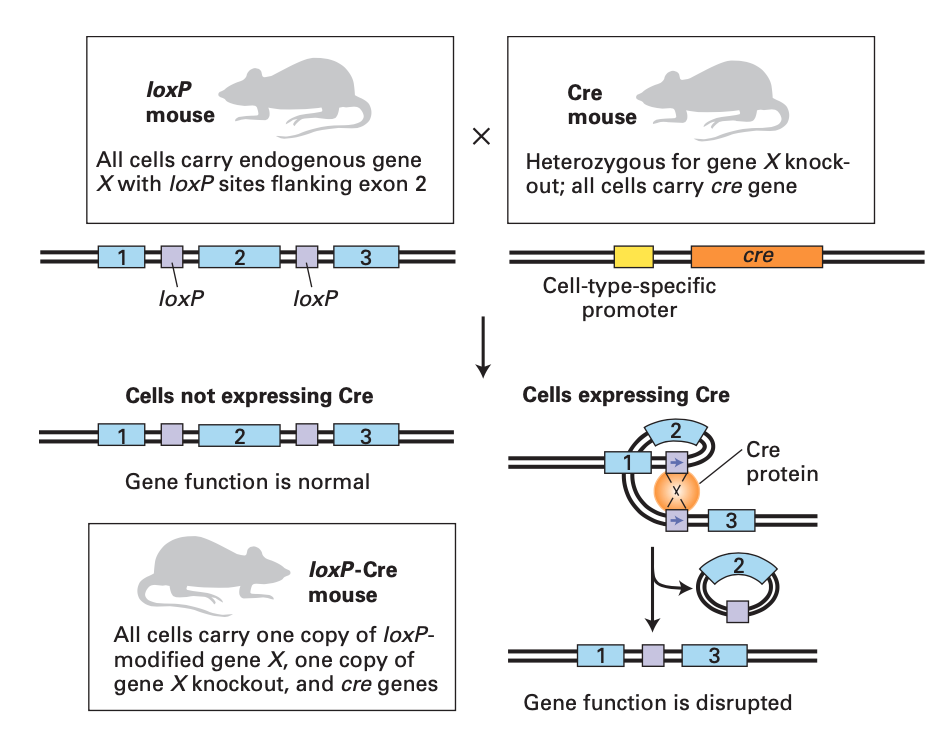 loxP
mouse
All cells carry endogenous gene
X with loxP sites flanking exon 2
×
Cre
mouse
Heterozygous for gene X knock-
out; all cells carry cre gene
1 2 3
loxP loxP
cre
Cell-type-specific
promoter
Cells not expressing Cre
1 2 3
Gene function is normal
Cells expressing Cre
2
1
Cre
protein
X
3
2
1 3
Gene function is disrupted
loxP-Cre
mouse
All cells carry one copy of loxP-
modified gene X, one copy of
gene X knockout, and cre genes